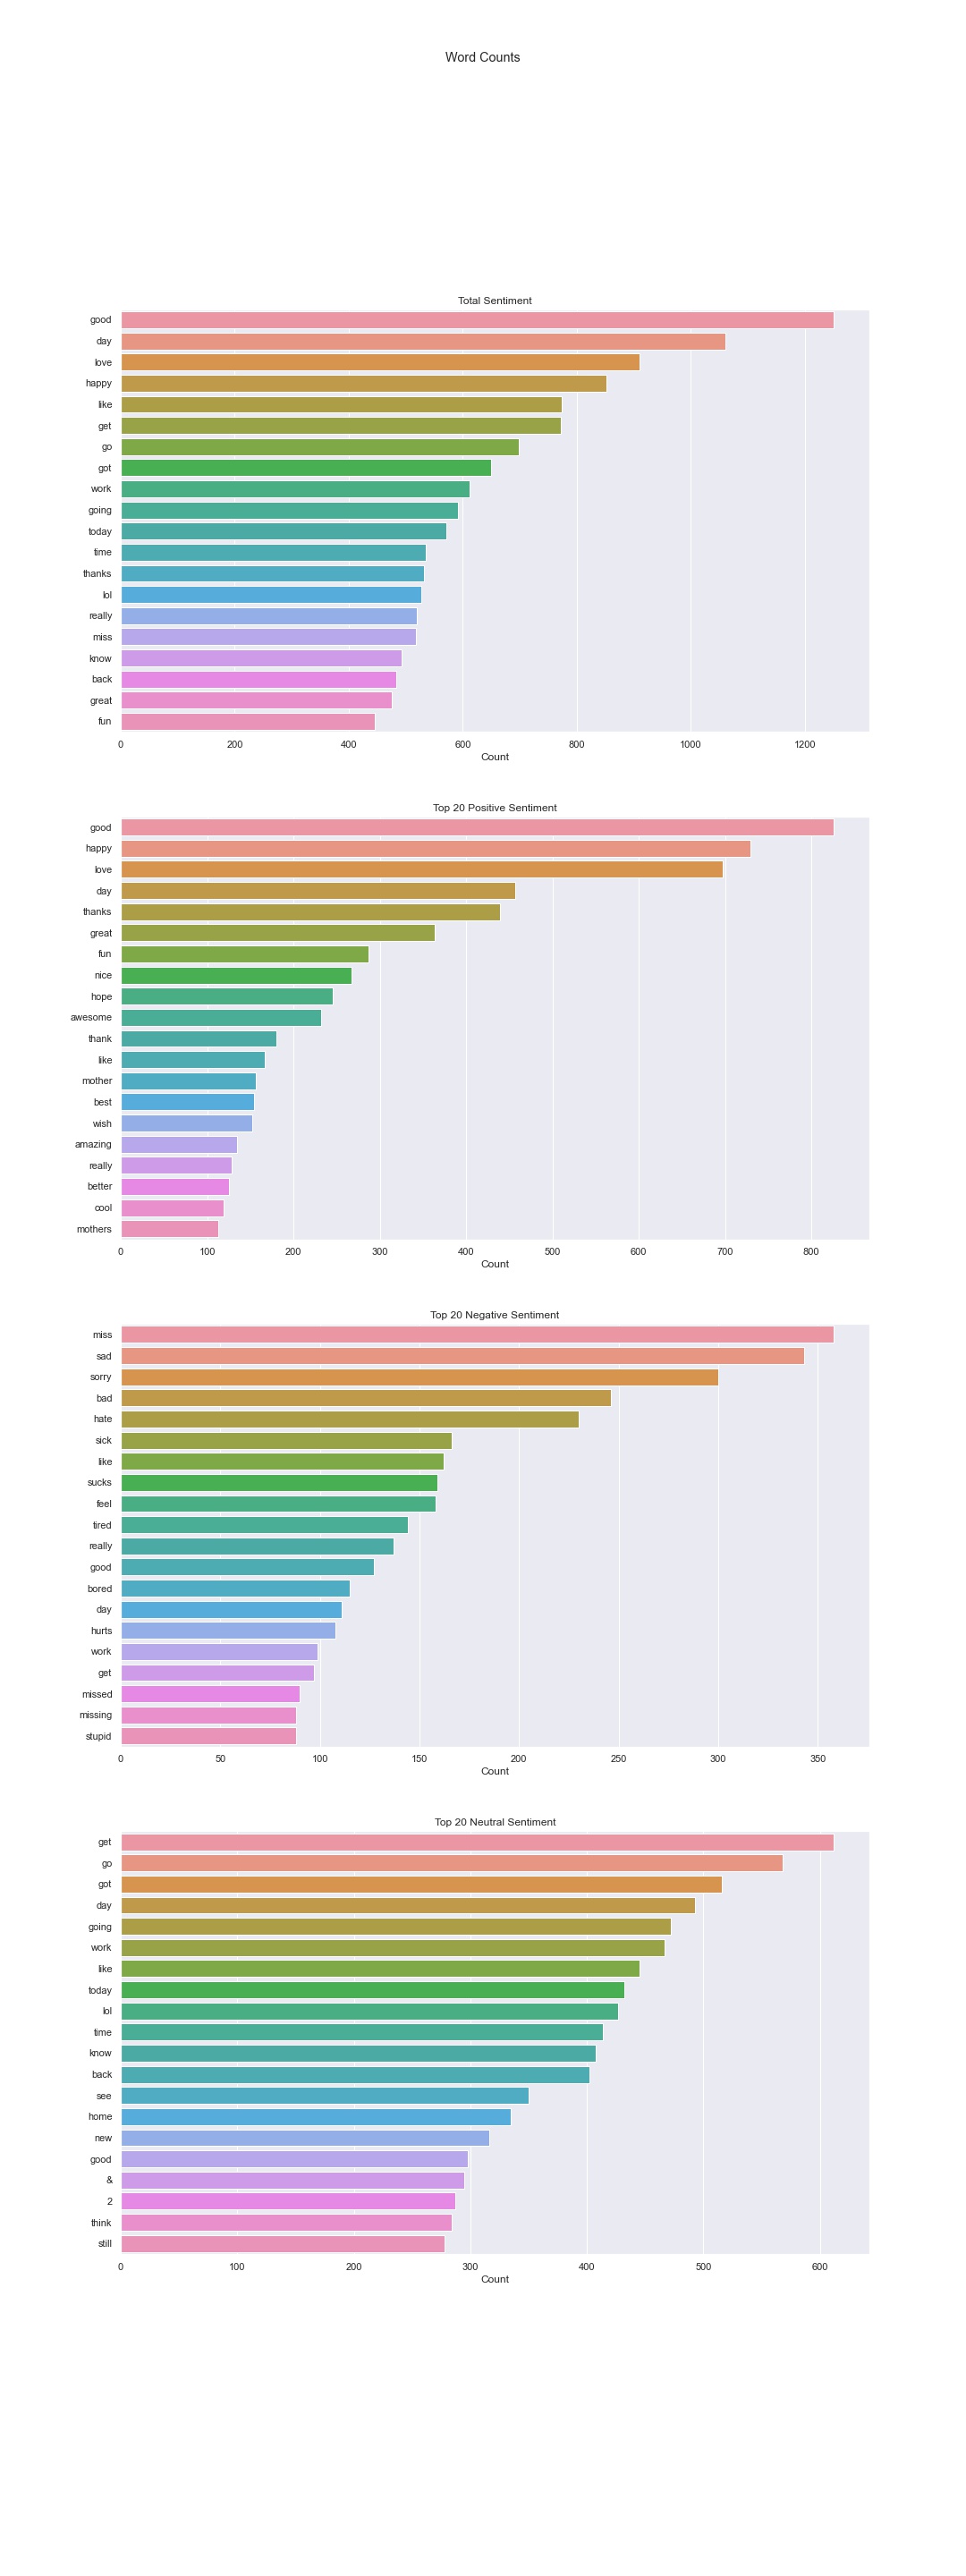 Word Counts
Total Sentiment
good
day
love
happy
like
get
go
got
work
going
today
time
thanks
lol
really
miss
know
back
great
fun
0 200 400 600 800 1000 1200
Count
Top 20 Positive Sentiment
good
happy
love
day
thanks
great
fun
nice
hope
awesome
thank
like
mother
best
wish
amazing
really
better
cool
mothers
0 100 200 300 400 500 600 700 800
Count
Top 20 Negative Sentiment
miss
sad
sorry
bad
hate
sick
like
sucks
feel
tired
really
good
bored
day
hurts
work
get
missed
missing
stupid
0 50 100 150 200 250 300 350
Count
Top 20 Neutral Sentiment
get
go
got
day
going
work
like
today
lol
time
know
back
see
home
new
good
&
2
think
still
0 100 200 300 400 500 600
Count